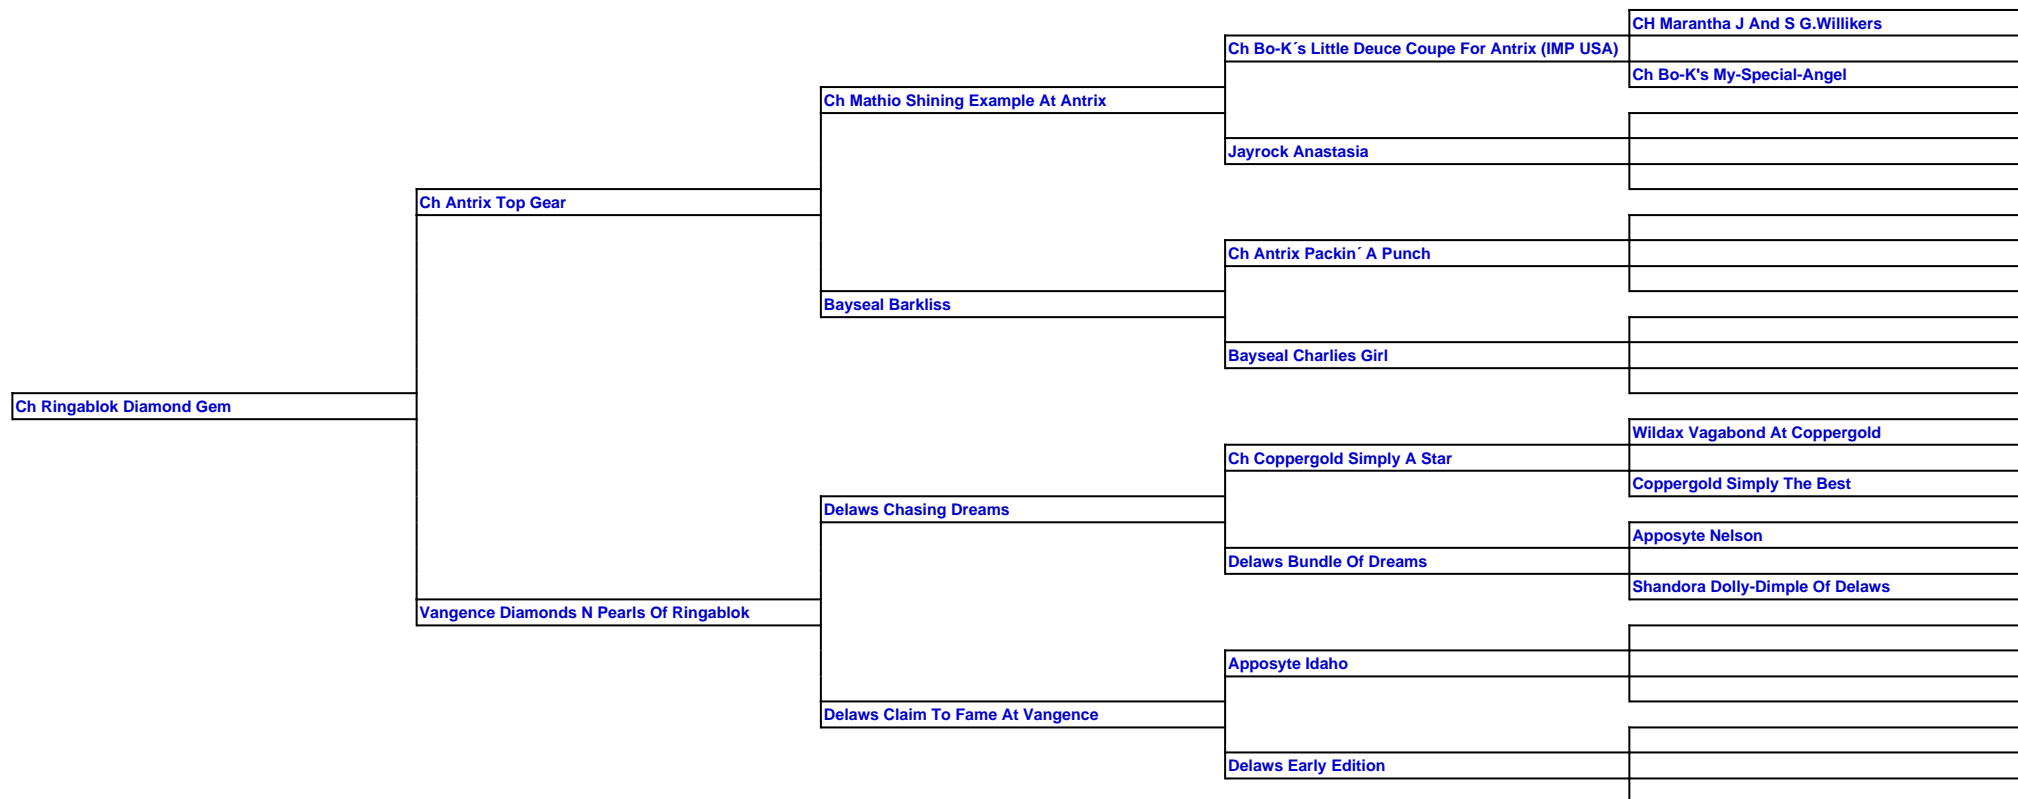 CH Marantha J And S G.Willikers
Ch Bo-K´s Little Deuce Coupe For Antrix (IMP USA)
Ch Bo-K's My-Special-Angel
Ch Mathio Shining Example At Antrix
Jayrock Anastasia
Ch Antrix Top Gear
Ch Antrix Packin´ A Punch
Bayseal Barkliss
Bayseal Charlies Girl
Ch Ringablok Diamond Gem
Wildax Vagabond At Coppergold
Ch Coppergold Simply A Star
Coppergold Simply The Best
Delaws Chasing Dreams
Apposyte Nelson
Delaws Bundle Of Dreams
Shandora Dolly-Dimple Of Delaws
Vangence Diamonds N Pearls Of Ringablok
Apposyte Idaho
Delaws Claim To Fame At Vangence
Delaws Early Edition